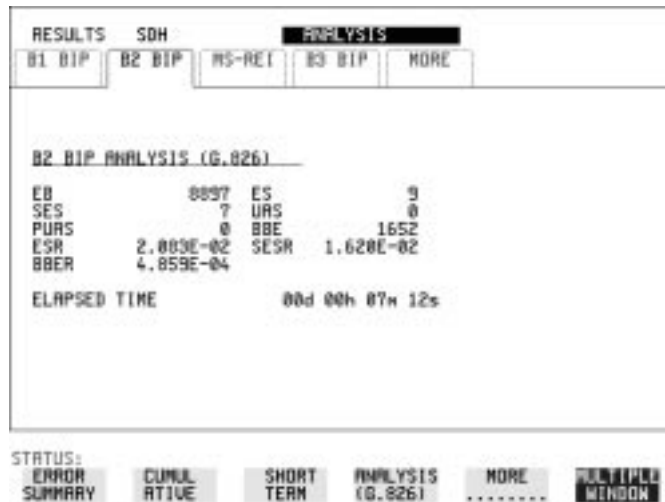 RESULTS SDH ANALYSIS
B1 BIP B2 BIP MS-REI B3 BIP MORE
B2 BIP ANALYSIS (G.826)
EB 8897 ES 9
SES 7 UAS 0
PUAS 0 BBE 1652
ESR 2.083E-02 SESR 1.620E-02
BBER 4.859E-04
ELAPSED TIME 00d 00h 07m 12s
STATUS:
ERROR SUMMARY CUMUL ATIVE SHORT TERM ANALYSIS (G.826) MORE ........ MULTIPLE WINDOW